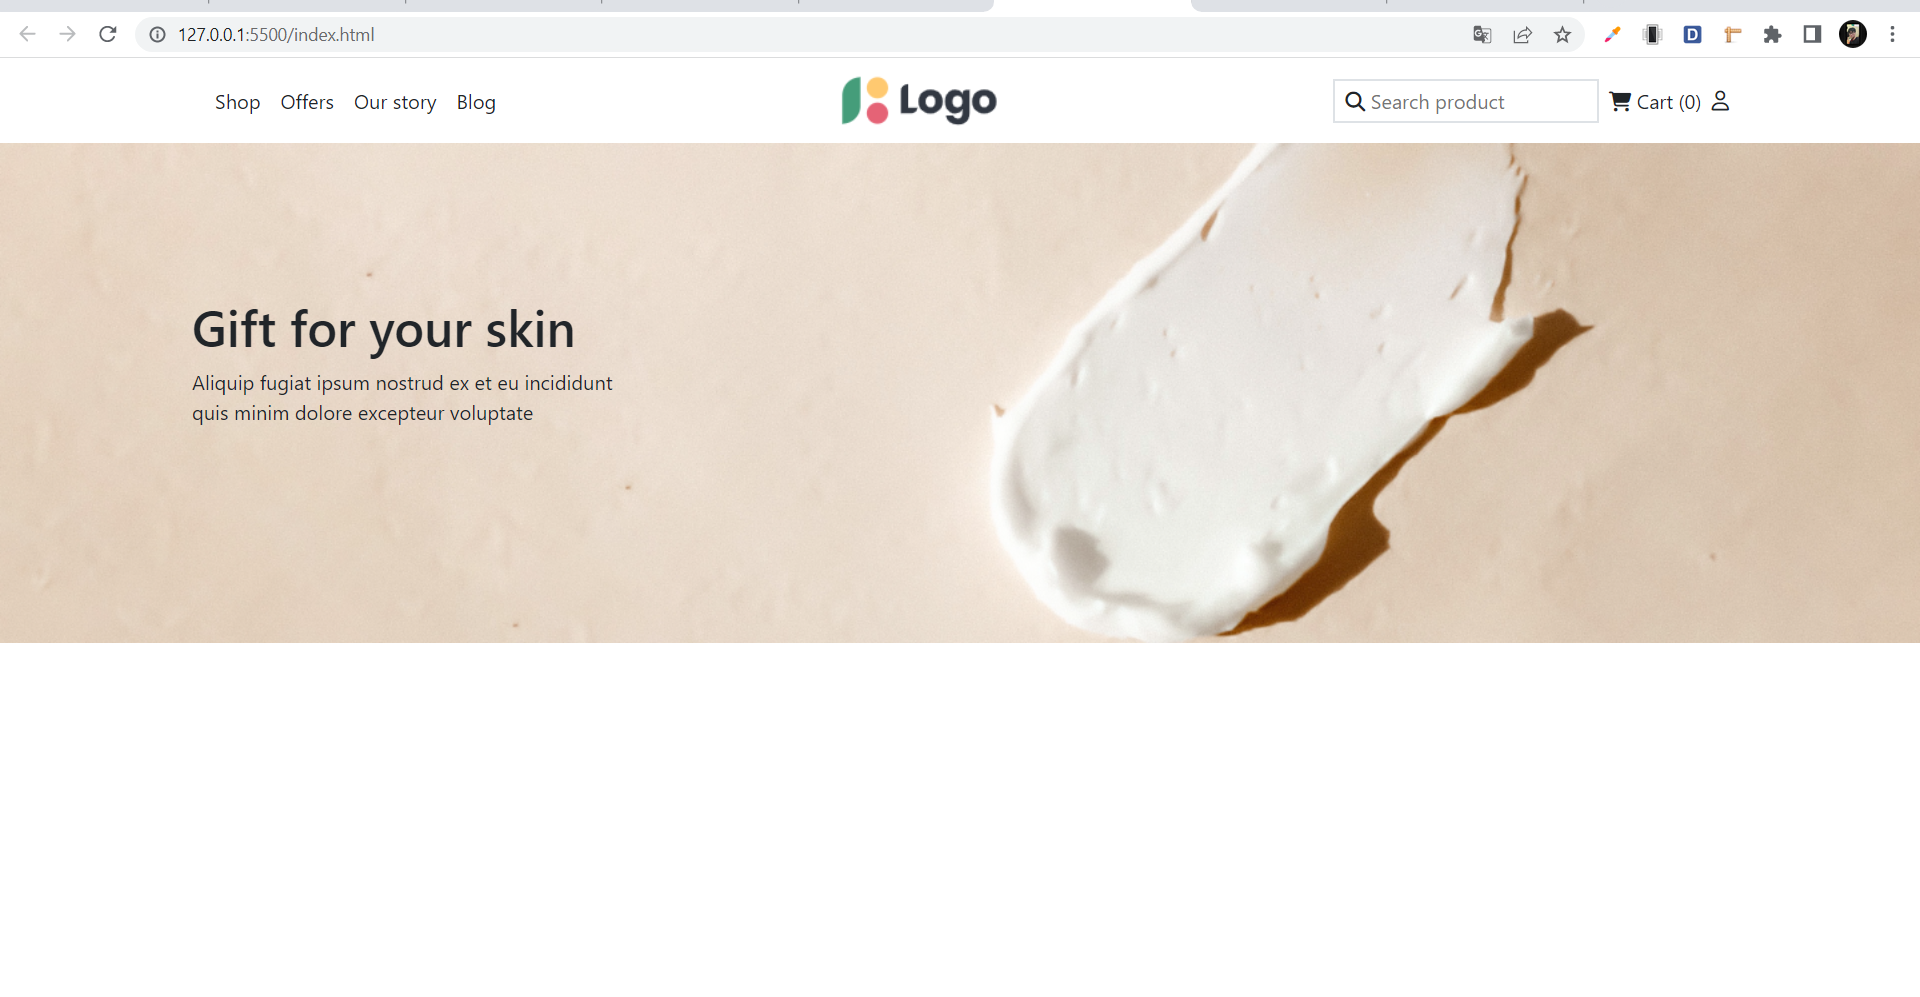 127.0.0.1:5500/index.html
D
Shop Offers Our story Blog
Logo
Search product
Cart (0)
Gift for your skin
Aliquip fugiat ipsum nostrud ex et eu incididunt
quis minim dolore excepteur voluptate